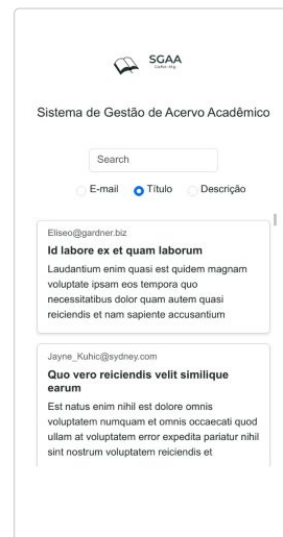 SGAA
Sistema de Gestão de Acervo Acadêmico
Search
E-mail Título Descrição
Eliseo@gardner.biz
Id labore ex et quam laborum
Laudantium enim quasi est quidem magnam
voluptate ipsam eos tempora quo
necessitatibus dolor quam autem quasi
reiciendis et nam sapiente accusantium
Jayne_Kuhic@sydney.com
Quo vero reiciendis velit similique
earum
Est natus enim nihil est dolore omnis
voluptatem numquam et omnis occaecati quod
ullam at voluptatem error expedita pariatur nihil
sint nostrum voluptatem reiciendis et